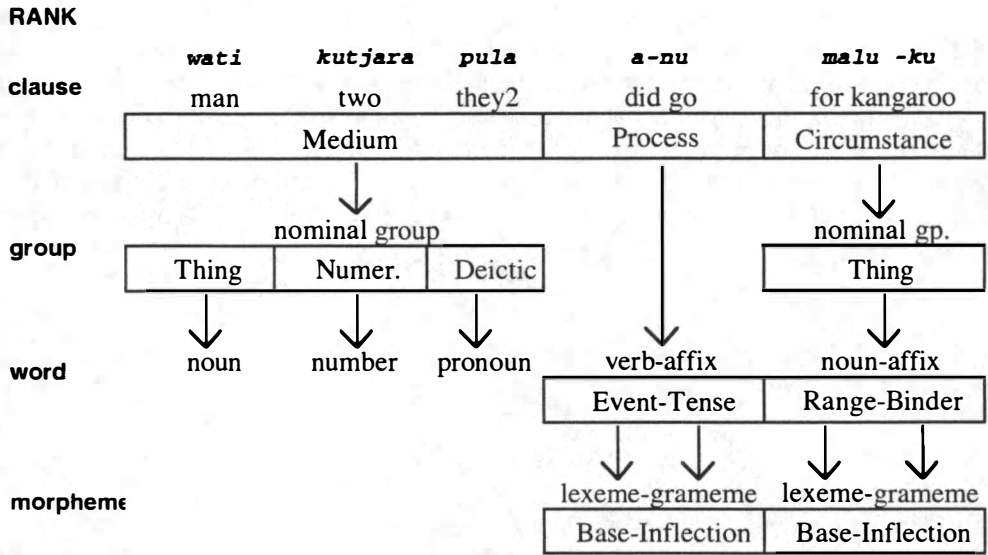 RANK
wati kutjara pula a-nu malu -ku
clause
man two they2 did go for kangaroo
Medium Process Circumstance
nominal group nominal gp.
group
Thing Numer. Deictic Thing
noun number pronoun verb-affix noun-affix
word
Event-Tense Range-Binder
lexeme-grameme lexeme-grameme
morpheme
Base-Inflection Base-Inflection